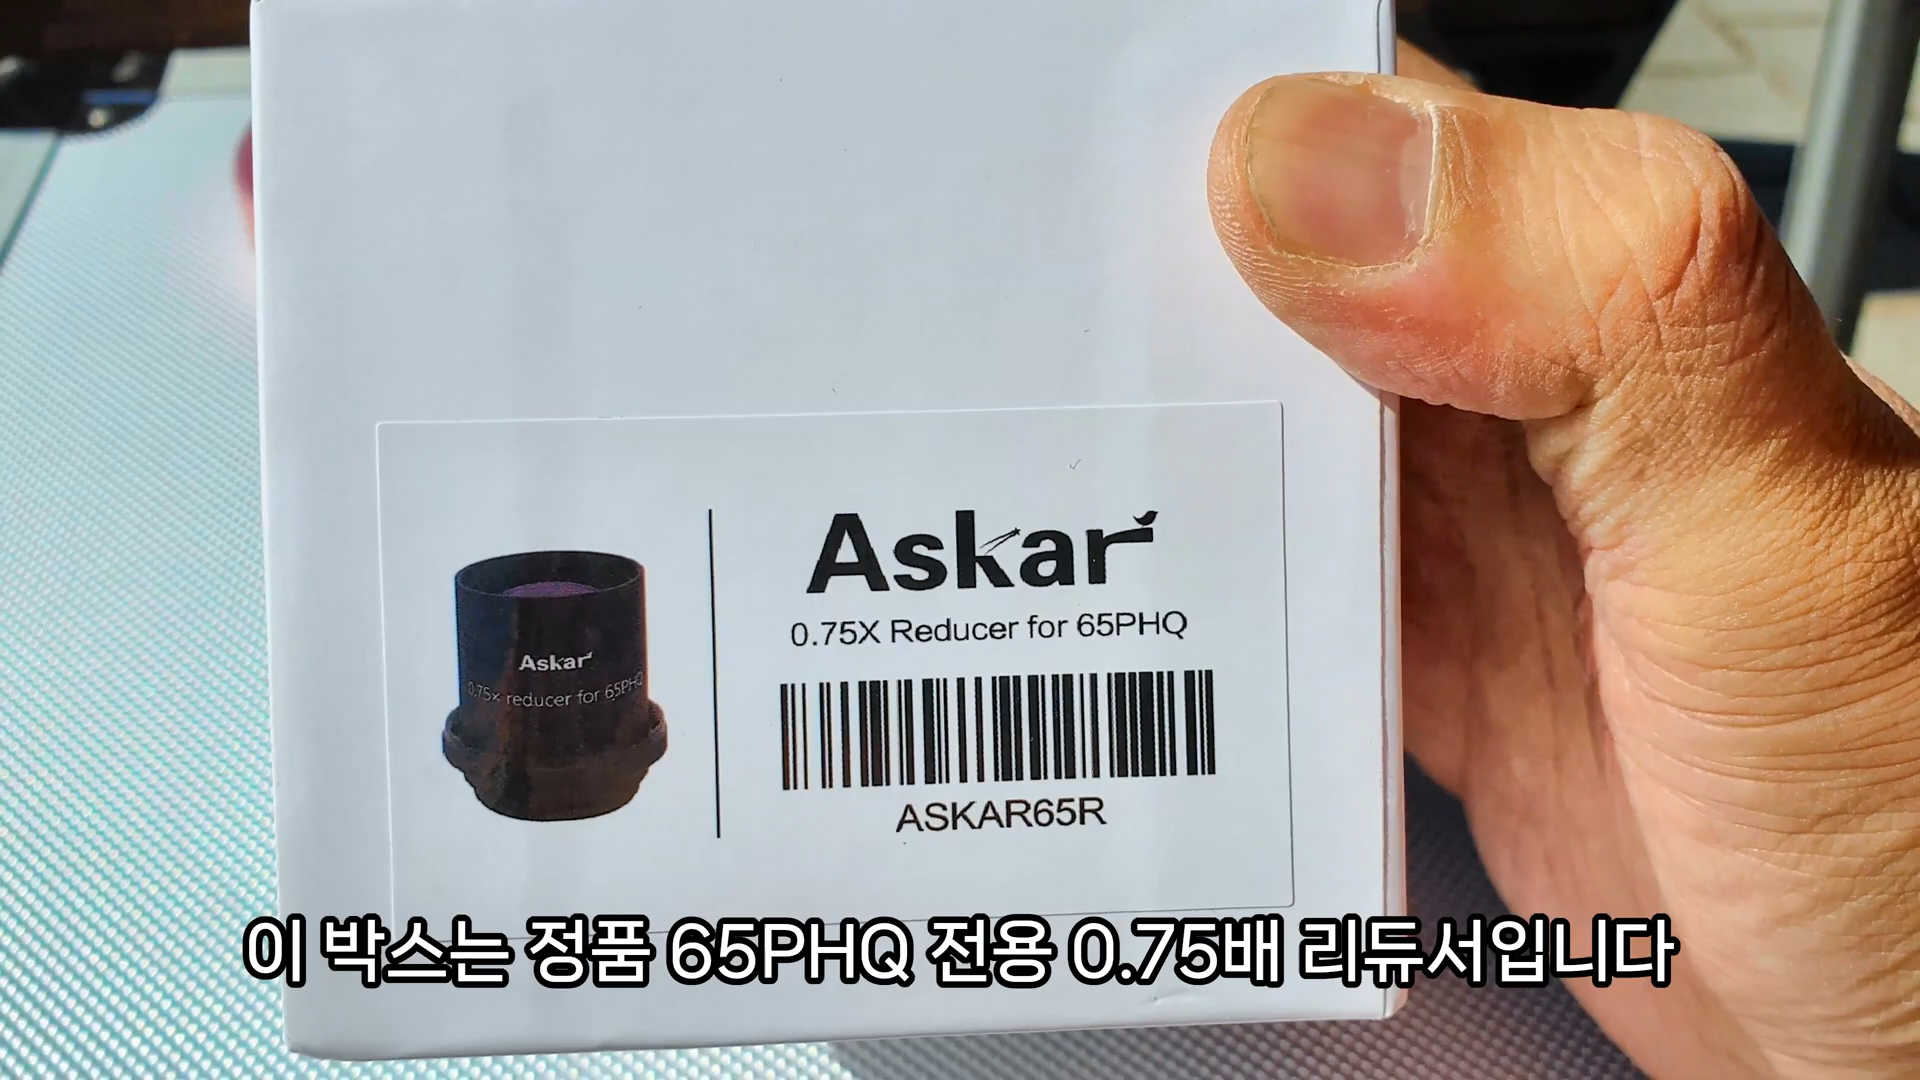 Askar
0.75X Reducer for 65PHQ
Askar
0.75x reducer for 65PHQ
ASKAR65R
이 박스는 정품 65PHQ 전용 0.75배 리듀서입니다